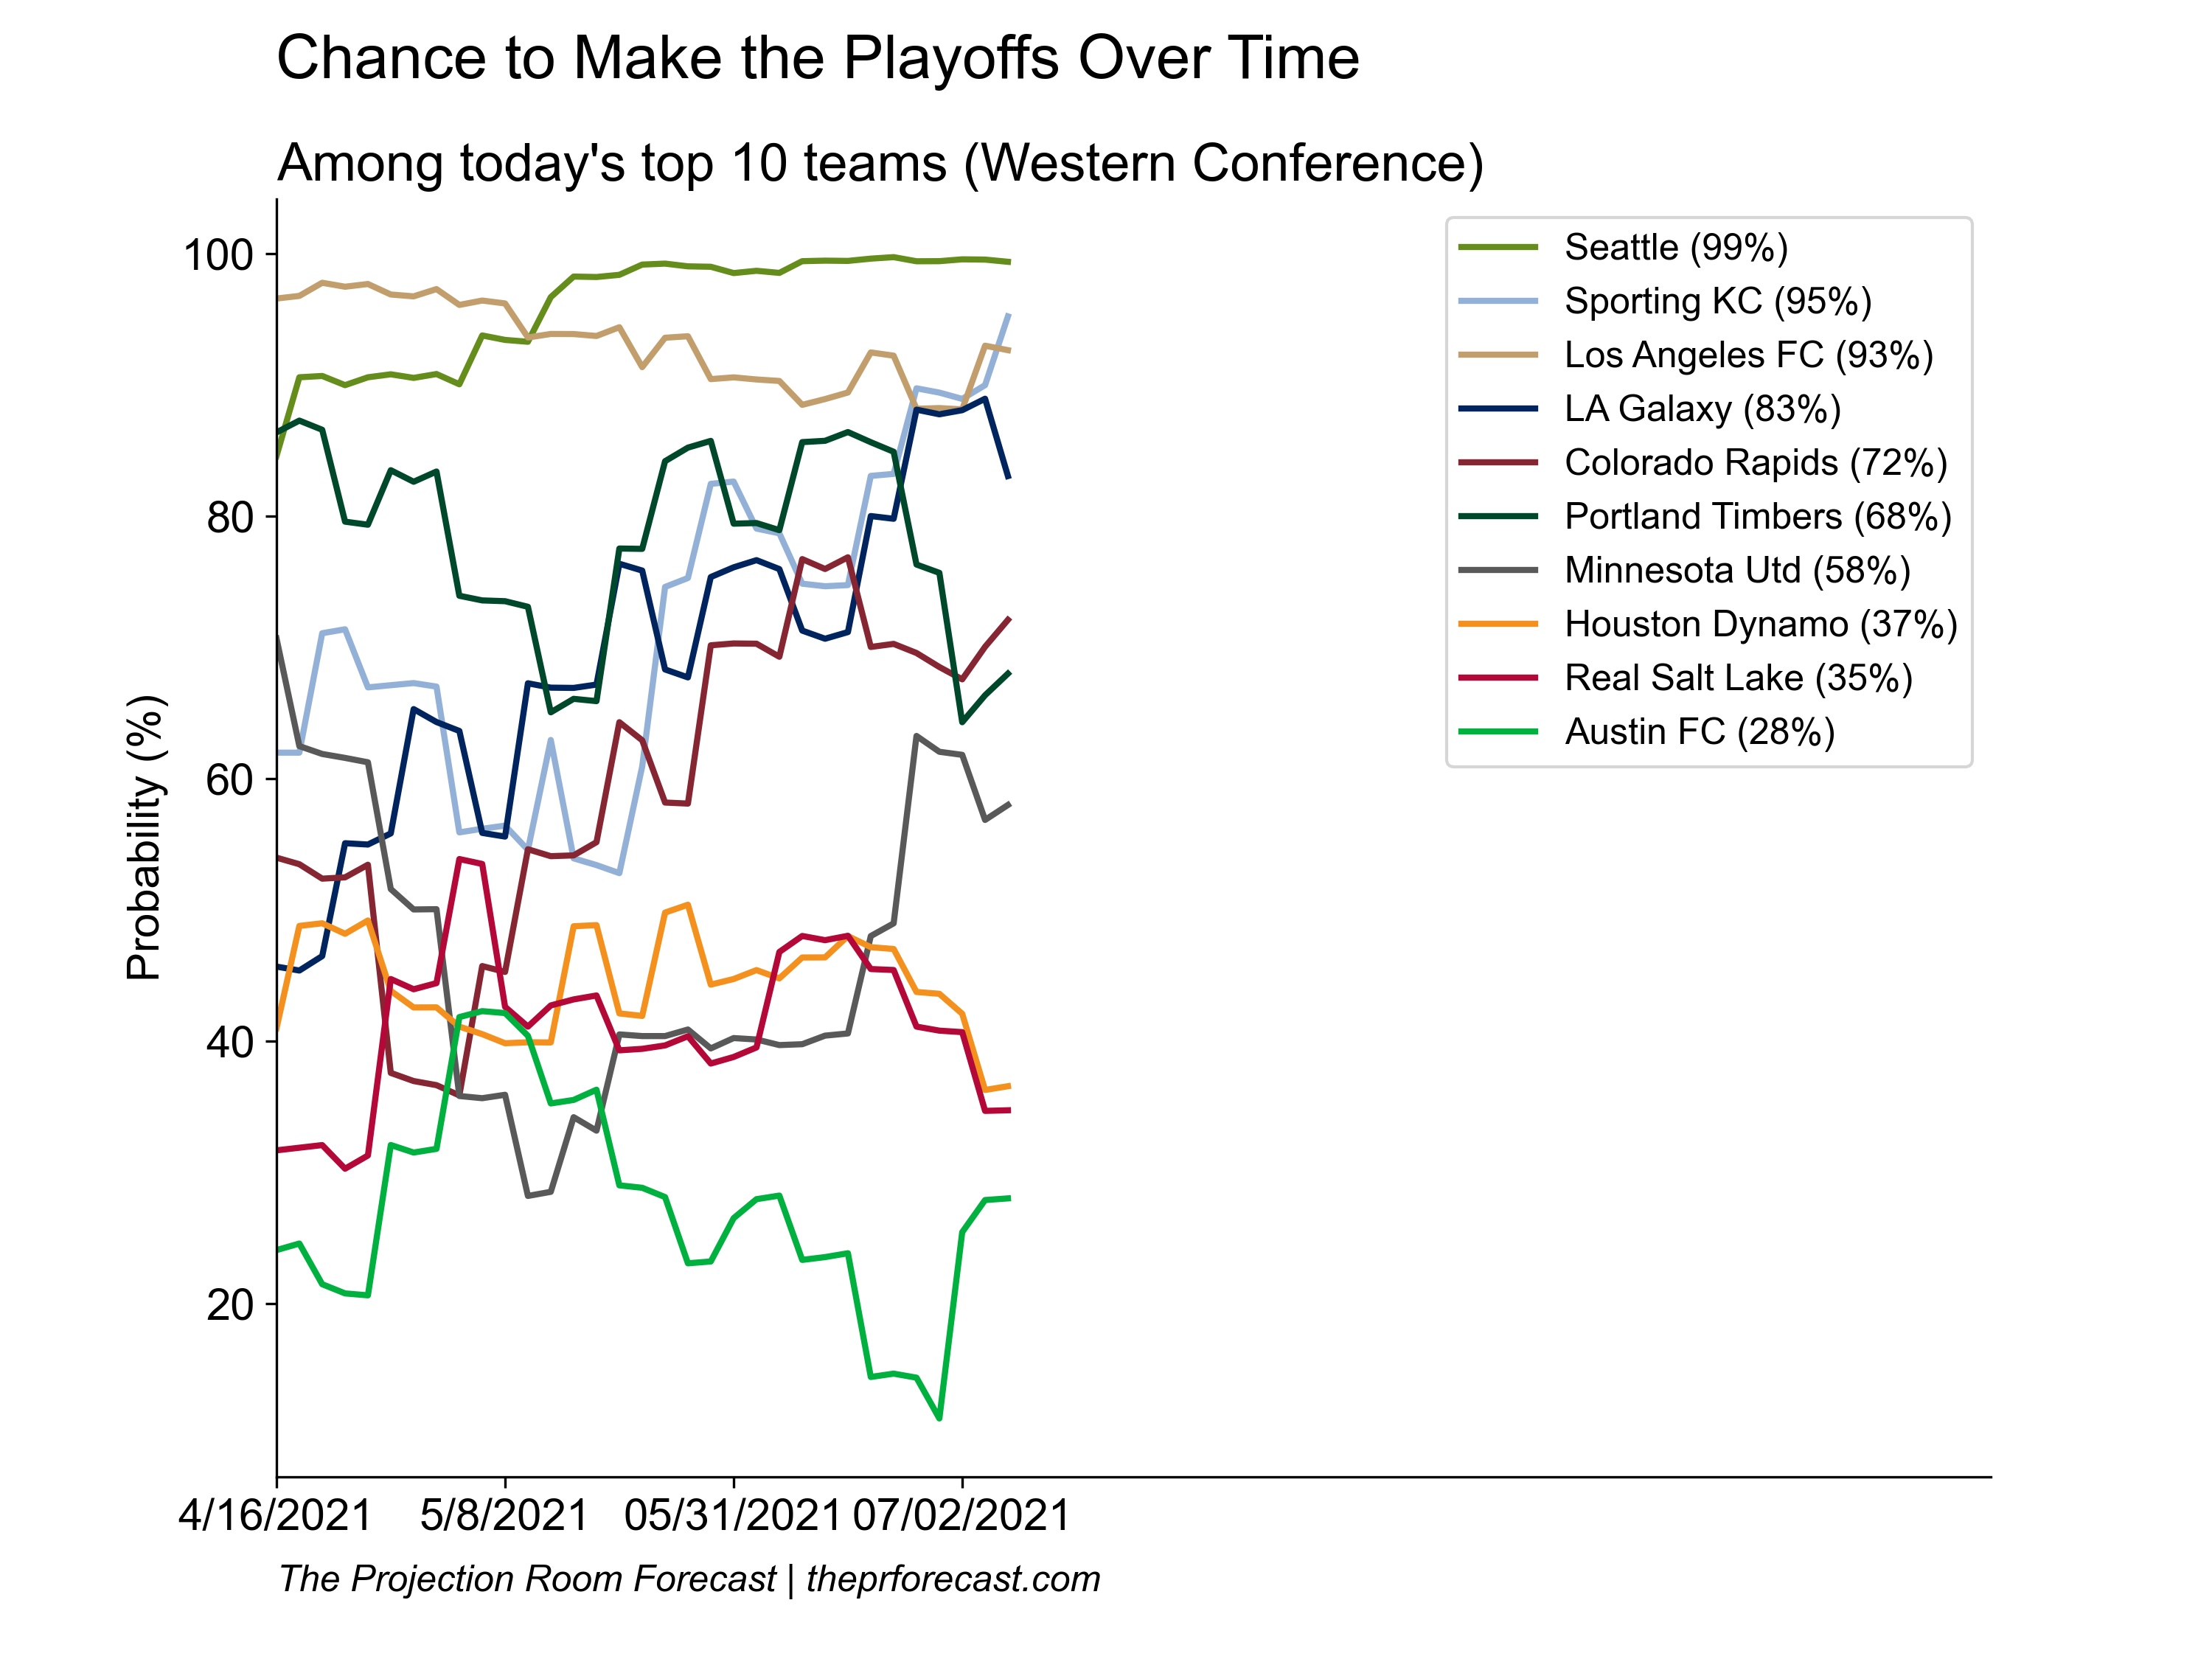 Chance to Make the Playoffs Over Time
Among today's top 10 teams (Western Conference)
Probability (%)
100
80
60
40
20
Seattle (99%)
Sporting KC (95%)
Los Angeles FC (93%)
LA Galaxy (83%)
Colorado Rapids (72%)
Portland Timbers (68%)
Minnesota Utd (58%)
Houston Dynamo (37%)
Real Salt Lake (35%)
Austin FC (28%)
4/16/2021 5/8/2021 05/31/2021 07/02/2021
The Projection Room Forecast | theprforecast.com